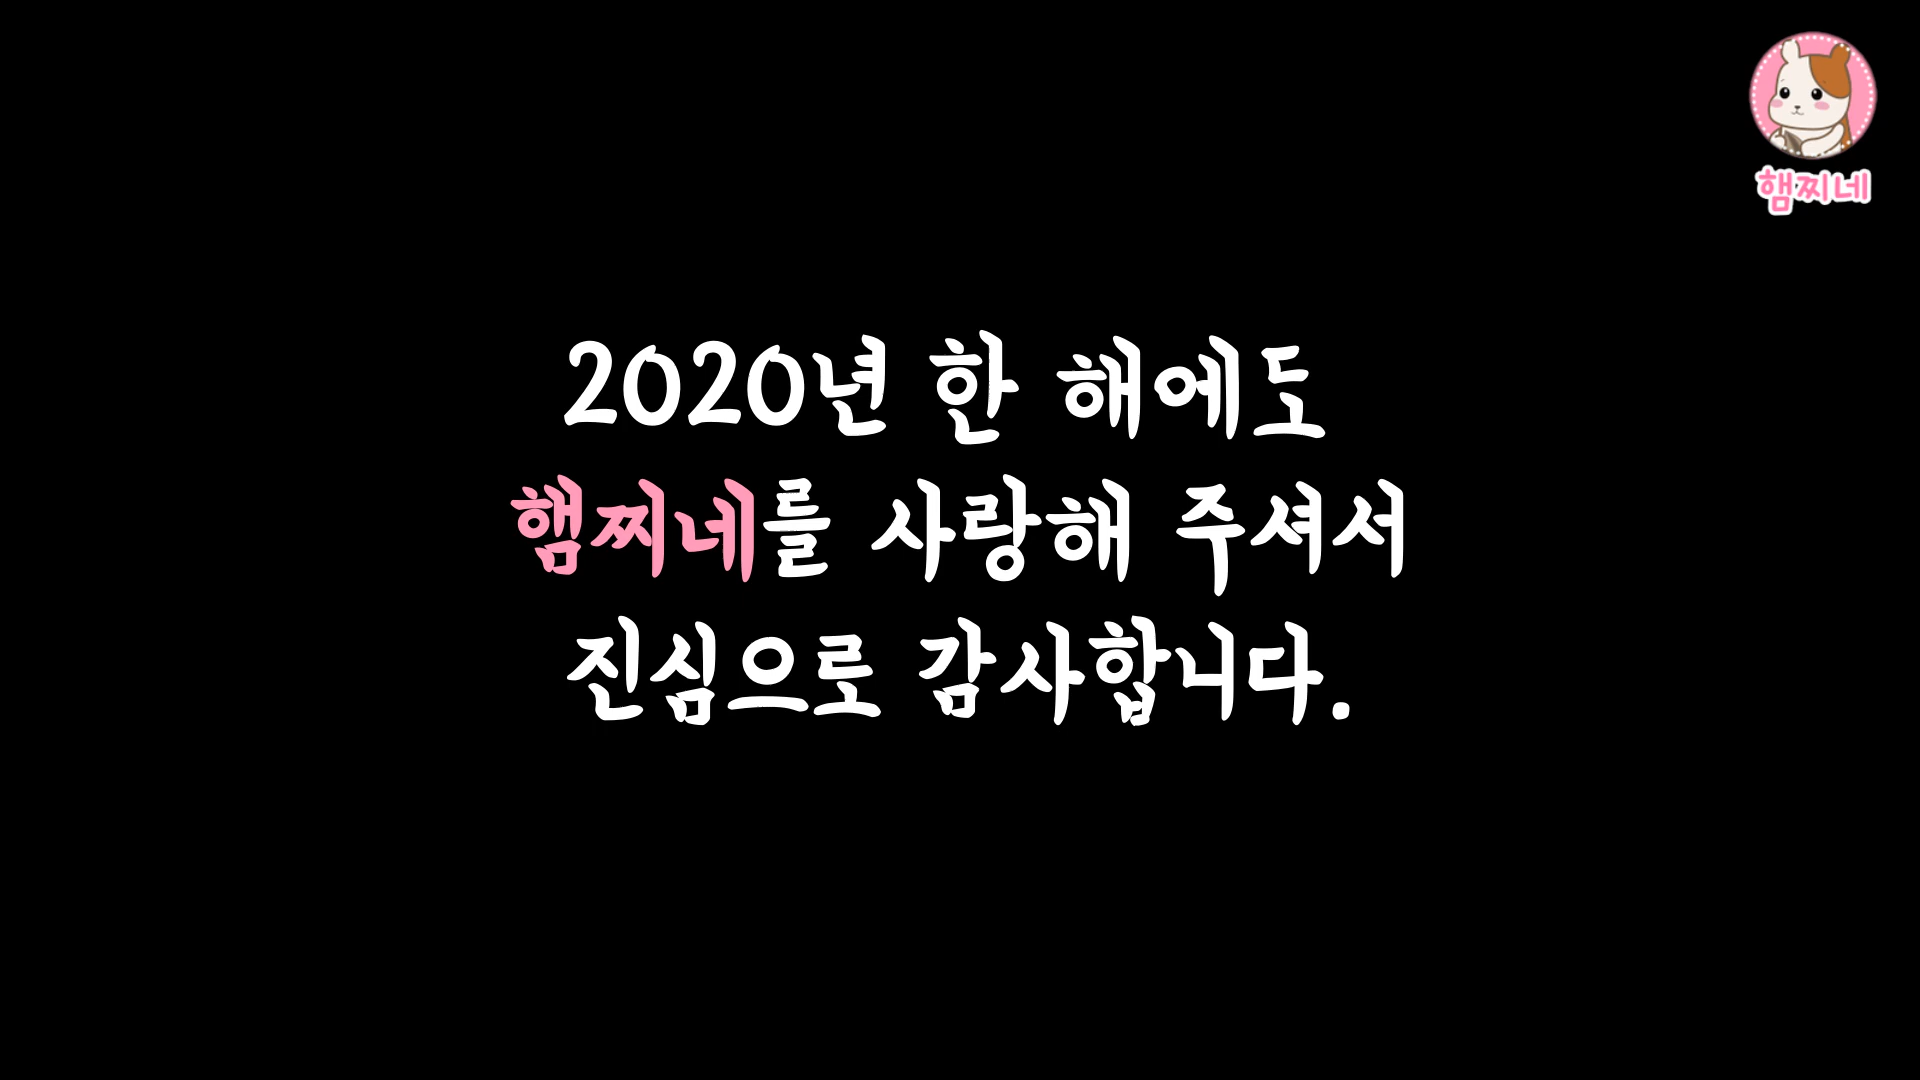 햄찌네
2020년 한 해에도
햄찌네를 사랑해 주셔서
진심으로 감사합니다.